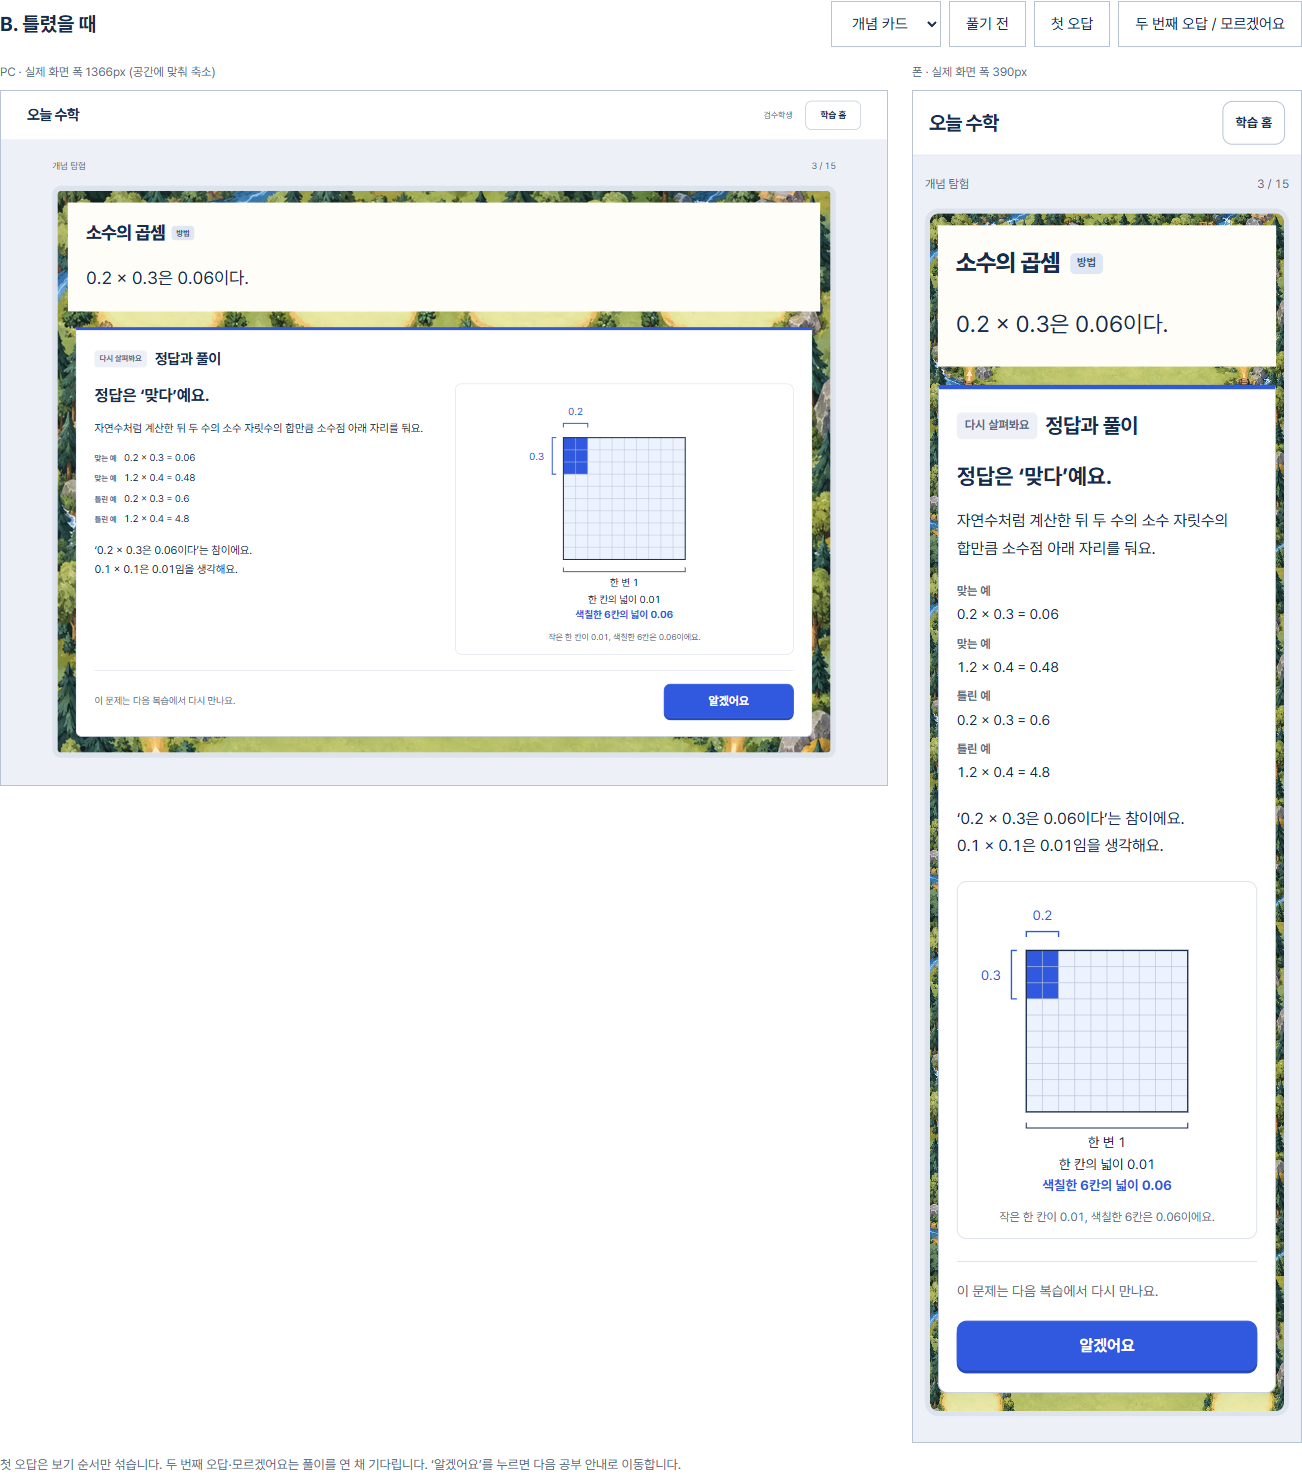 B. 틀렸을 때
개념 카드
풀기 전
첫 오답
두 번째 오답 / 모르겠어요
PC · 실제 화면 폭 1366px (공간에 맞춰 축소)
오늘 수학
검수학생
학습 홈
개념 탐험
3 / 15
소수의 곱셈 방법
0.2 × 0.3은 0.06이다.
다시 살펴봐요 정답과 풀이
정답은 ‘맞다’예요.
자연수처럼 계산한 뒤 두 수의 소수 자릿수의 합만큼 소수점 아래 자리를 둬요.
맞는 예 0.2 × 0.3 = 0.06
맞는 예 1.2 × 0.4 = 0.48
틀린 예 0.2 × 0.3 = 0.6
틀린 예 1.2 × 0.4 = 4.8
‘0.2 × 0.3은 0.06이다’는 참이에요.
0.1 × 0.1은 0.01임을 생각해요.
0.2
0.3
한 변 1
한 칸의 넓이 0.01
색칠한 6칸의 넓이 0.06
작은 한 칸이 0.01, 색칠한 6칸은 0.06이에요.
이 문제는 다음 복습에서 다시 만나요.
알겠어요
폰 · 실제 화면 폭 390px
오늘 수학
학습 홈
개념 탐험
3 / 15
소수의 곱셈 방법
0.2 × 0.3은 0.06이다.
다시 살펴봐요 정답과 풀이
정답은 ‘맞다’예요.
자연수처럼 계산한 뒤 두 수의 소수 자릿수의
합만큼 소수점 아래 자리를 둬요.
맞는 예
0.2 × 0.3 = 0.06
맞는 예
1.2 × 0.4 = 0.48
틀린 예
0.2 × 0.3 = 0.6
틀린 예
1.2 × 0.4 = 4.8
‘0.2 × 0.3은 0.06이다’는 참이에요.
0.1 × 0.1은 0.01임을 생각해요.
0.2
0.3
한 변 1
한 칸의 넓이 0.01
색칠한 6칸의 넓이 0.06
작은 한 칸이 0.01, 색칠한 6칸은 0.06이에요.
이 문제는 다음 복습에서 다시 만나요.
알겠어요
첫 오답은 보기 순서만 섞습니다. 두 번째 오답·모르겠어요는 풀이를 연 채 기다립니다. ‘알겠어요’를 누르면 다음 공부 안내로 이동합니다.